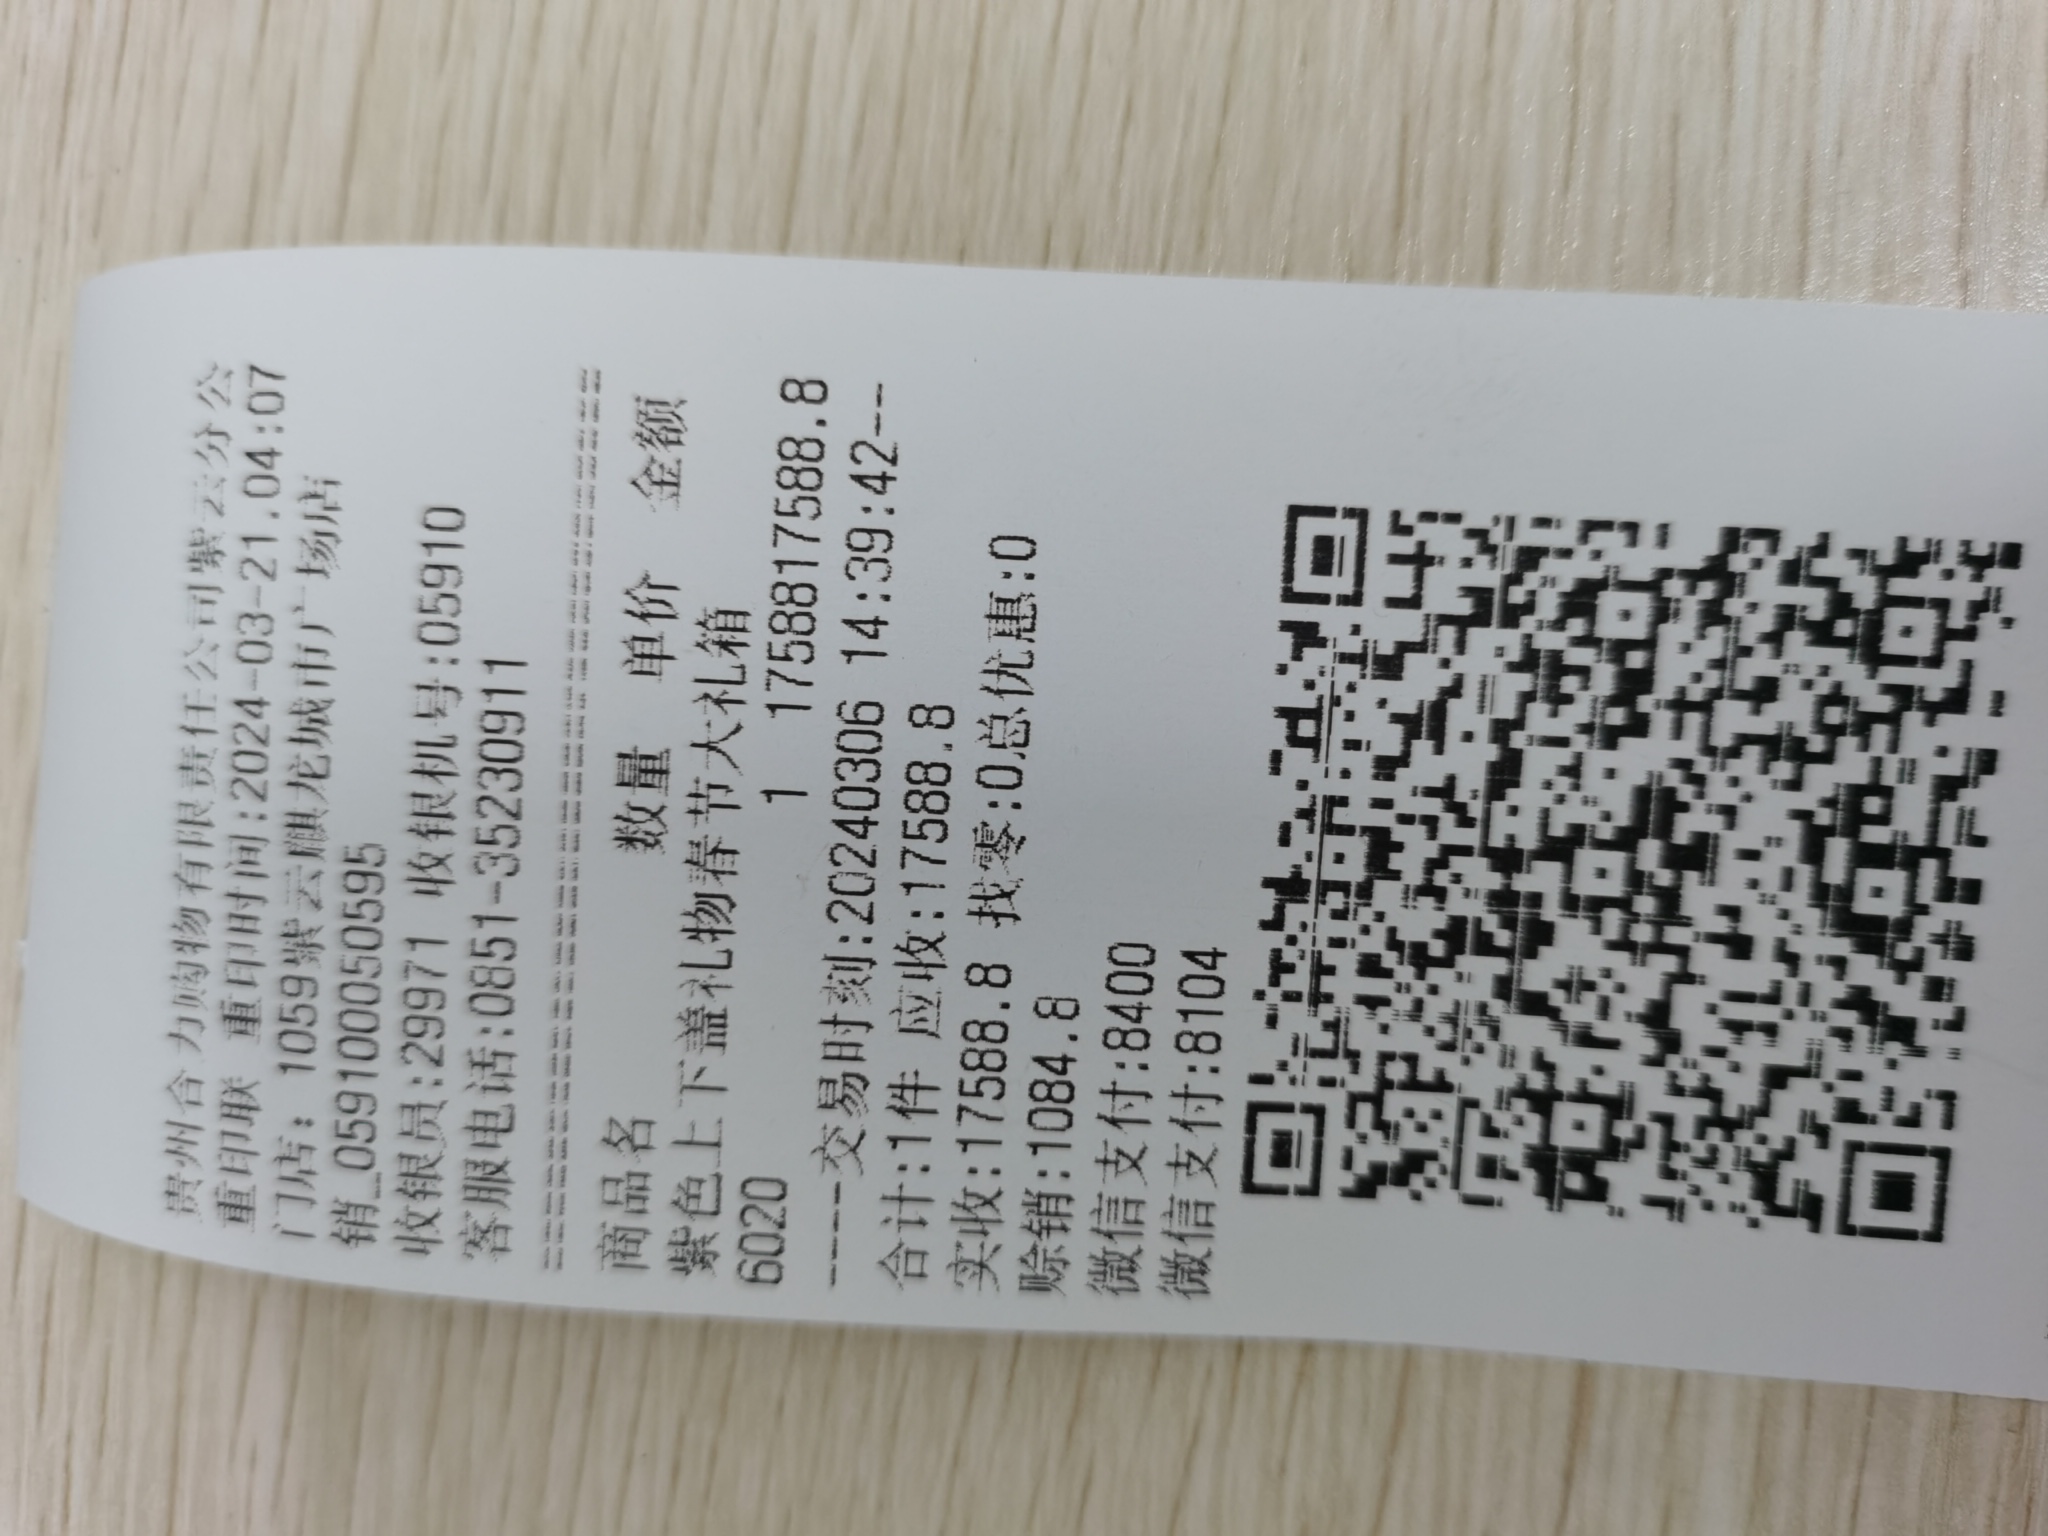 贵州合力购物有限责任公司紫云分公
重印联 重印时间:2024-03-21.04:07
门店: 1059紫云麒龙城市广场店
销_0591000505​95
收银员:29971 收银机号:05910
客服电话:0851-35230911
================================
商品名 数量 单价 金额
紫色上下盖礼物春节大礼箱
6020 1 1758817588.8
----交易时刻:20240306 14:39:42---
合计:1件 应收:17588.8
实收:17588.8 找零:0总优惠:0
赊销:1084.8
微信支付:8400
微信支付:8104